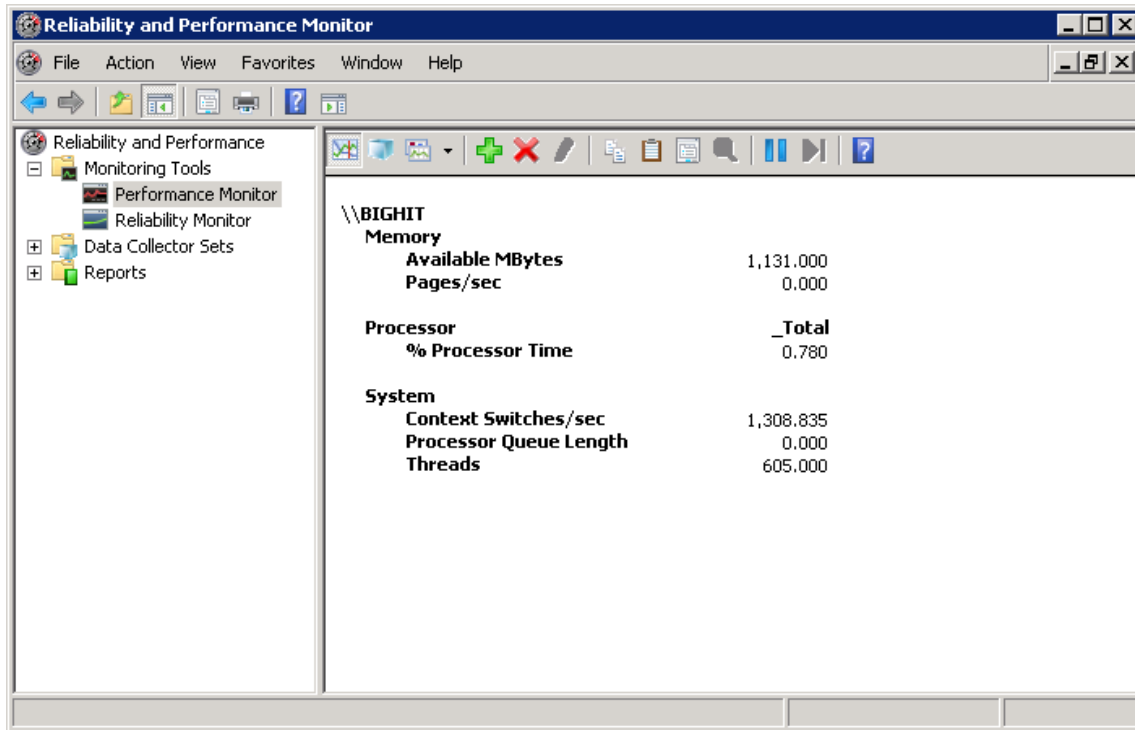 Reliability and Performance Monitor
File Action View Favorites Window Help
Reliability and Performance
Monitoring Tools
Performance Monitor
Reliability Monitor
Data Collector Sets
Reports
\\BIGHIT
Memory
Available MBytes 1,131.000
Pages/sec 0.000
Processor _Total
% Processor Time 0.780
System
Context Switches/sec 1,308.835
Processor Queue Length 0.000
Threads 605.000